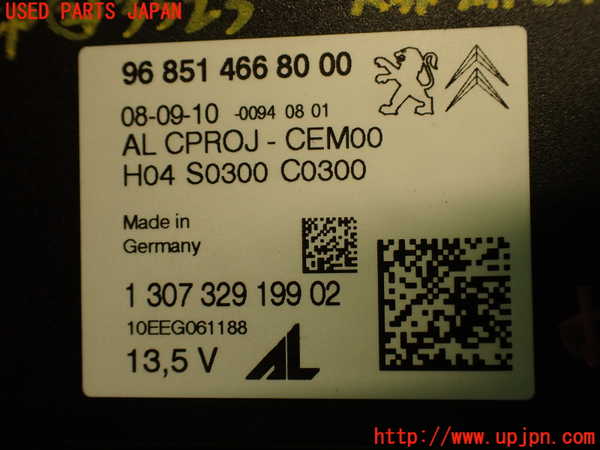 USED PARTS JAPAN
96 851 466 80 00
08-09-10 -0094 08 01
AL CPROJ - CEM00
H04 S0300 C0300
Made in
Germany
1 307 329 199 02
10EEG061188
13,5 V
AL
http://www.upjpn.com/